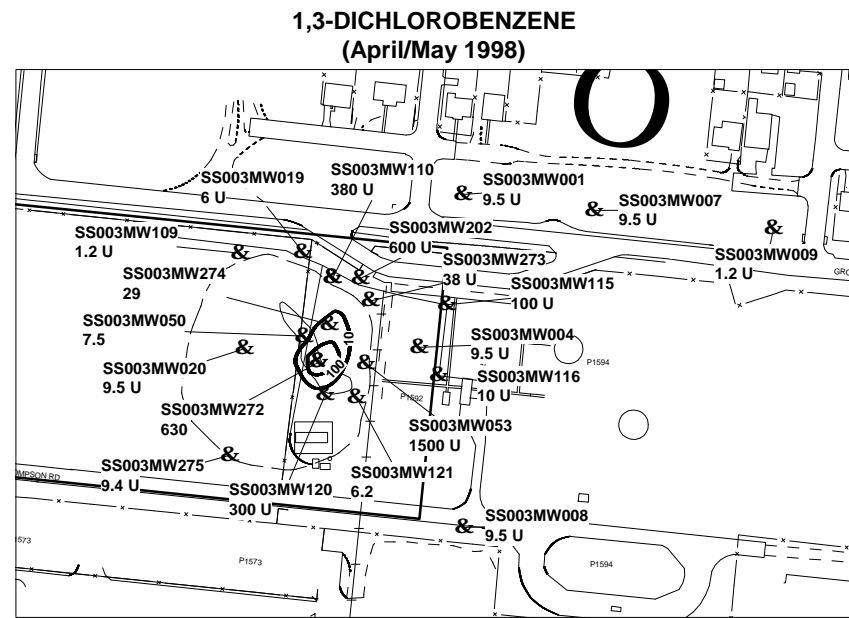 1,3-DICHLOROBENZENE
(April/May 1998)
O
SS003MW019
6 U
SS003MW110
380 U
SS003MW001
9.5 U
SS003MW007
9.5 U
SS003MW109
1.2 U
SS003MW202
600 U
SS003MW009
1.2 U
SS003MW274
29
SS003MW273
38 U
SS003MW115
100 U
GRO
SS003MW050
7.5
10
SS003MW004
9.5 U
P1594
SS003MW020
9.5 U
100
SS003MW116
10 U
P1592
SS003MW272
630
SS003MW053
1500 U
SS003MW275
9.4 U
OMPSON RD
SS003MW120
300 U
SS003MW121
6.2
SS003MW008
9.5 U
1573
P1573
P1594
& & & & & & & & & & & & & & & & & & & &